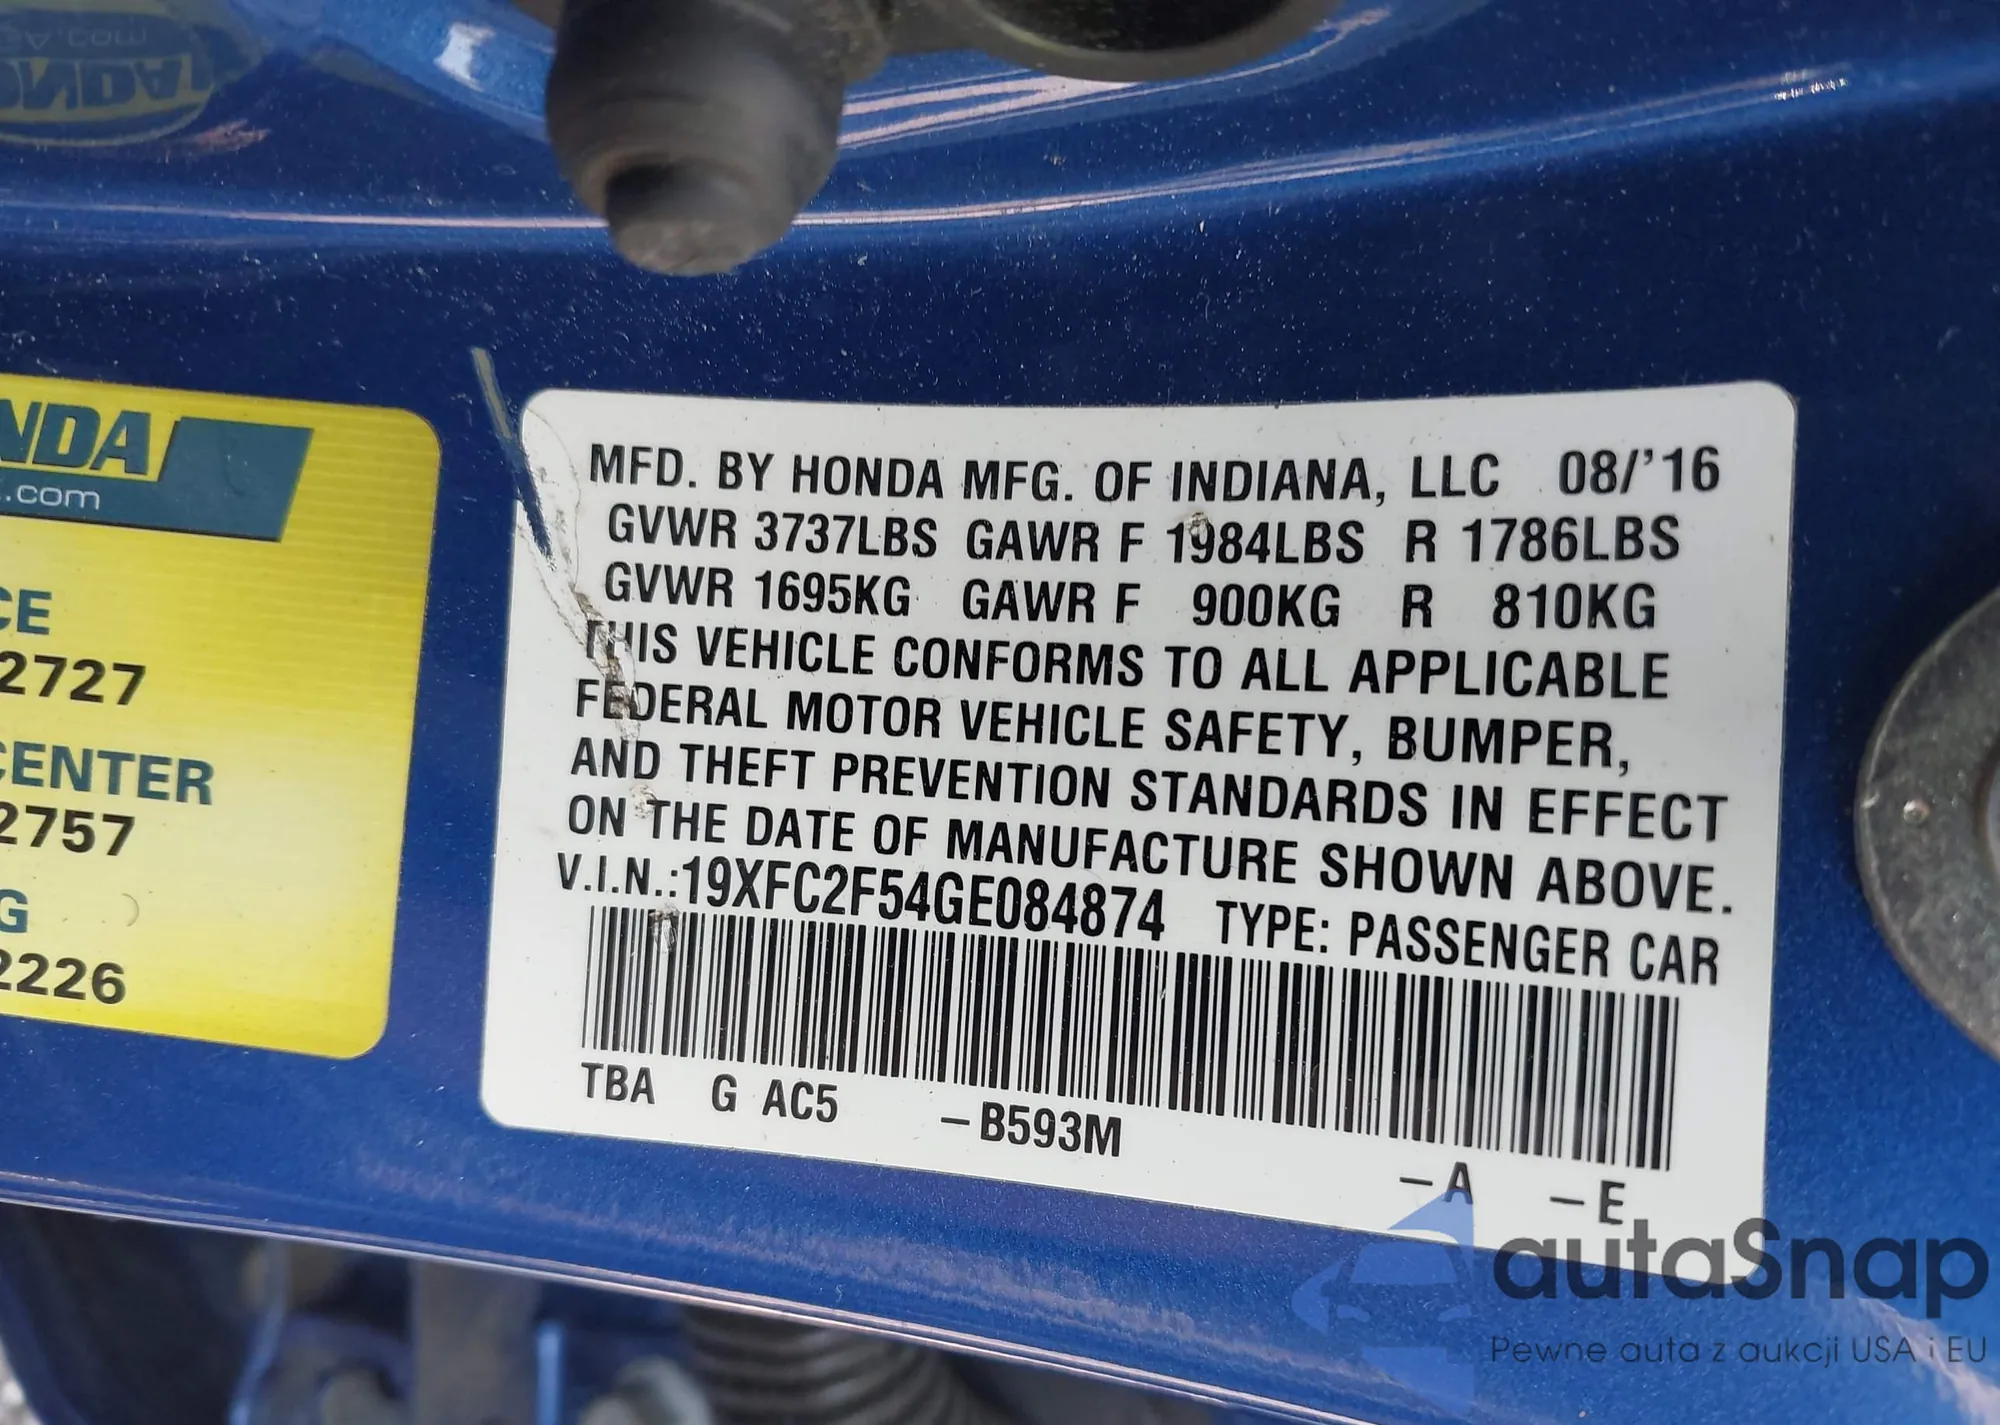 NDA
.com
CE
2727
CENTER
2757
G
2226
MFD. BY HONDA MFG. OF INDIANA, LLC 08/'16
GVWR 3737LBS GAWR F 1984LBS R 1786LBS
GVWR 1695KG GAWR F 900KG R 810KG
THIS VEHICLE CONFORMS TO ALL APPLICABLE
FEDERAL MOTOR VEHICLE SAFETY, BUMPER,
AND THEFT PREVENTION STANDARDS IN EFFECT
ON THE DATE OF MANUFACTURE SHOWN ABOVE.
V.I.N.:19XFC2F54GE084874 TYPE: PASSENGER CAR
TBA G AC5 -B593M -A -E
autaSnap
Pewne auta z aukcji USA i EU